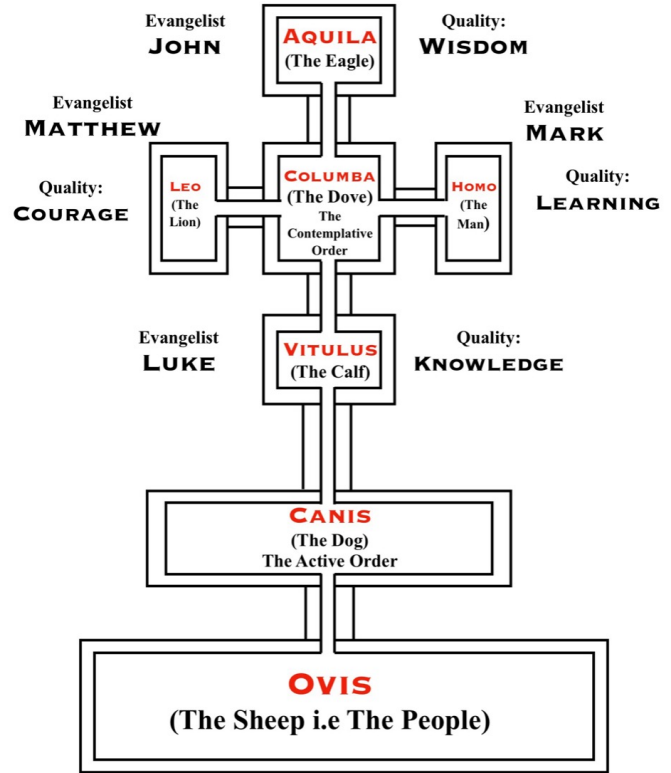 Evangelist
JOHN
AQUILA
(The Eagle)
Quality:
WISDOM
Evangelist
MATTHEW
Quality:
COURAGE
LEO
(The
Lion)
COLUMBA
(The Dove)
The
Contemplative
Order
HOMO
(The
Man)
Evangelist
MARK
Quality:
LEARNING
Evangelist
LUKE
VITULUS
(The Calf)
Quality:
KNOWLEDGE
CANIS
(The Dog)
The Active Order
OVIS
(The Sheep i.e The People)